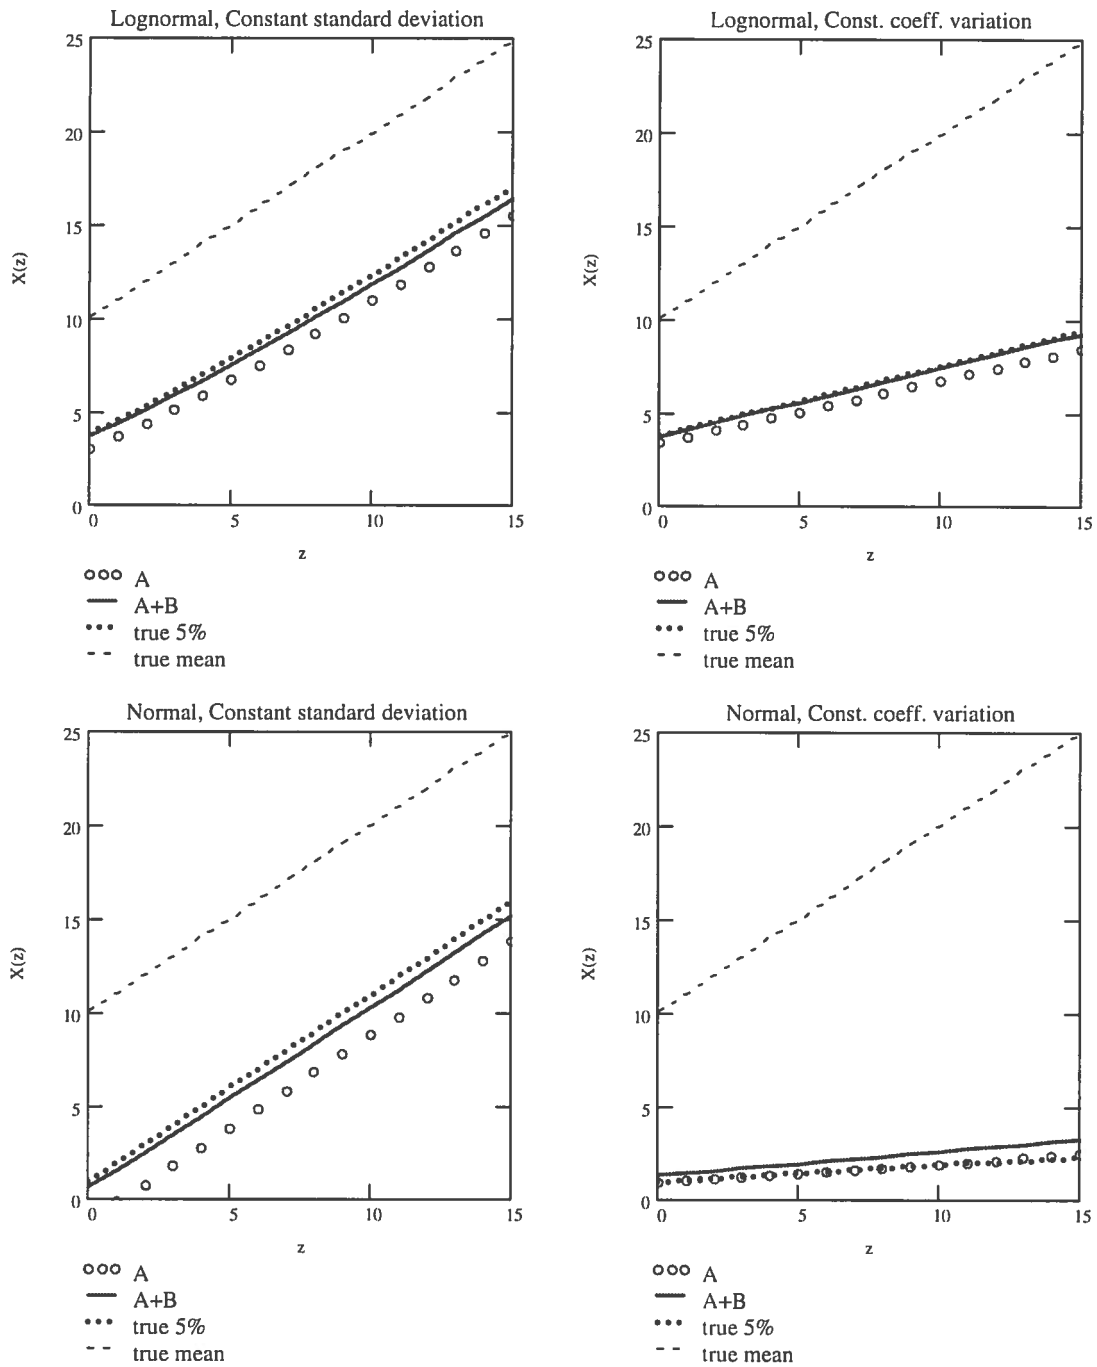 Lognormal, Constant standard deviation
25
20
15
10
5
0
X(z)
0 5 10 15
z
A
A+B
true 5%
true mean
Lognormal, Const. coeff. variation
25
20
15
10
5
0
X(z)
0 5 10 15
z
A
A+B
true 5%
true mean
Normal, Constant standard deviation
25
20
15
10
5
0
X(z)
0 5 10 15
z
A
A+B
true 5%
true mean
Normal, Const. coeff. variation
25
20
15
10
5
0
X(z)
0 5 10 15
z
A
A+B
true 5%
true mean